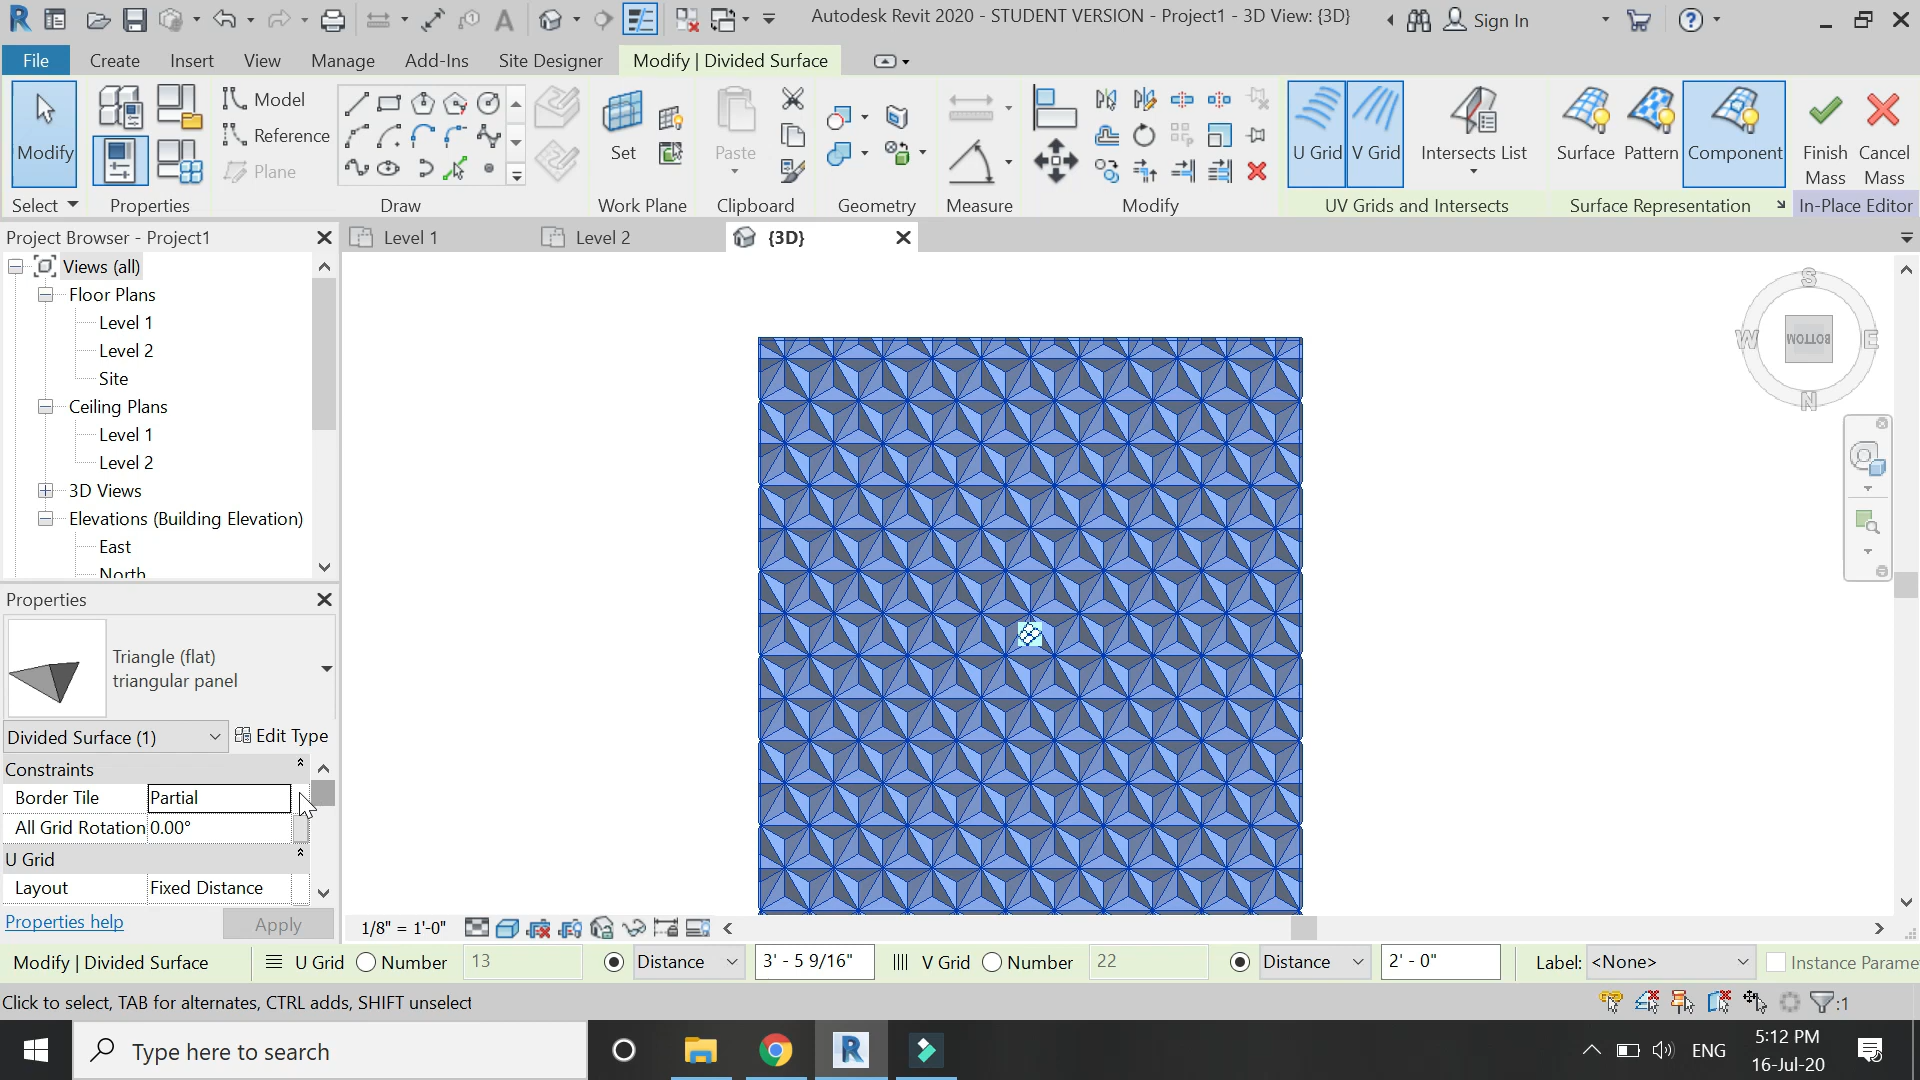 Autodesk Revit 2020 - STUDENT VERSION - Project1 - 3D View: {3D}
Sign In
File
Create
Insert
View
Manage
Add-Ins
Site Designer
Modify | Divided Surface
Modify
Model
Reference
Plane
Set
Paste
U Grid
V Grid
Intersects List
Surface
Pattern
Component
Finish Mass
Cancel Mass
Select
Properties
Draw
Work Plane
Clipboard
Geometry
Measure
Modify
UV Grids and Intersects
Surface Representation
In-Place Editor
Project Browser - Project1
Level 1
Level 2
{3D}
Views (all)
Floor Plans
Level 1
Level 2
Site
Ceiling Plans
Level 1
Level 2
3D Views
Elevations (Building Elevation)
East
North
S
W
BOTTOM
E
N
Properties
Triangle (flat)
triangular panel
Divided Surface (1)
Edit Type
Constraints
Border Tile Partial
All Grid Rotation 0.00°
U Grid
Layout Fixed Distance
Properties help
Apply
1/8" = 1'-0"
Modify | Divided Surface
U Grid
Number
13
Distance
3' - 5 9/16"
V Grid
Number
22
Distance
2' - 0"
Label:
<None>
Instance Parame
Click to select, TAB for alternates, CTRL adds, SHIFT unselect
:1
Type here to search
ENG
5:12 PM
16-Jul-20